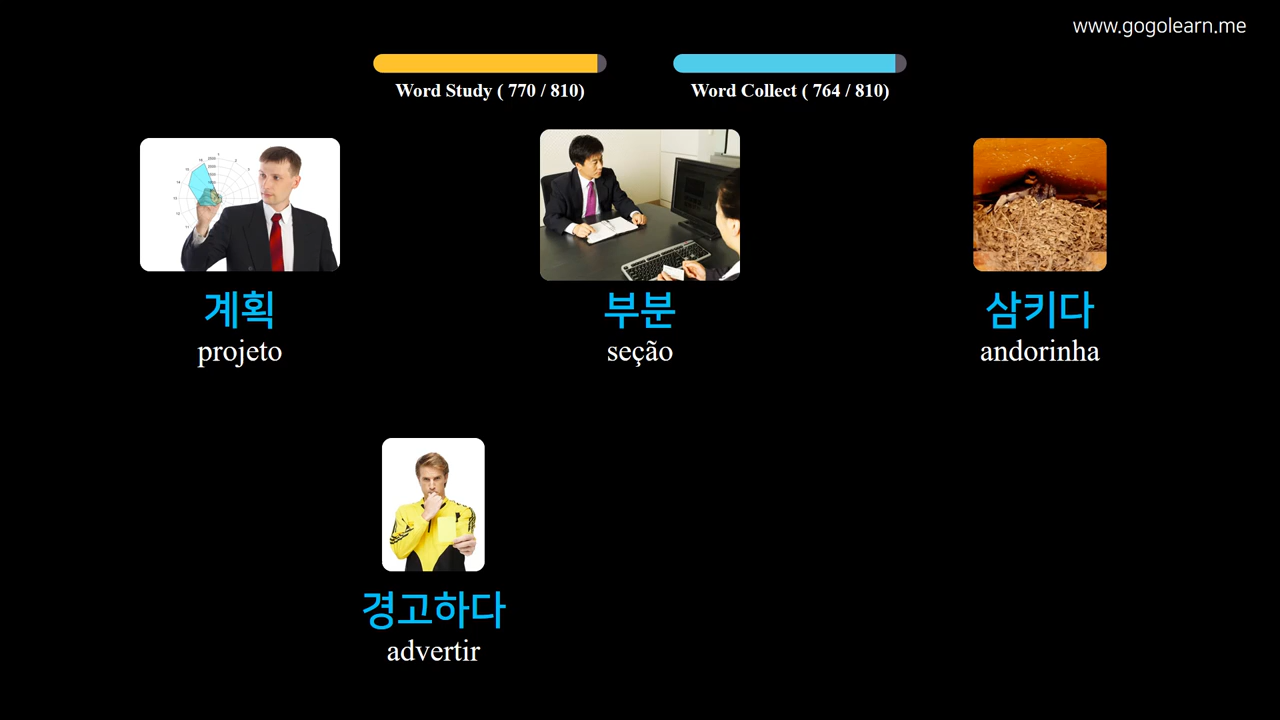 www.gogolearn.me
Word Study ( 770 / 810)
Word Collect ( 764 / 810)
계획
projeto
부분
seção
삼키다
andorinha
경고하다
advertir